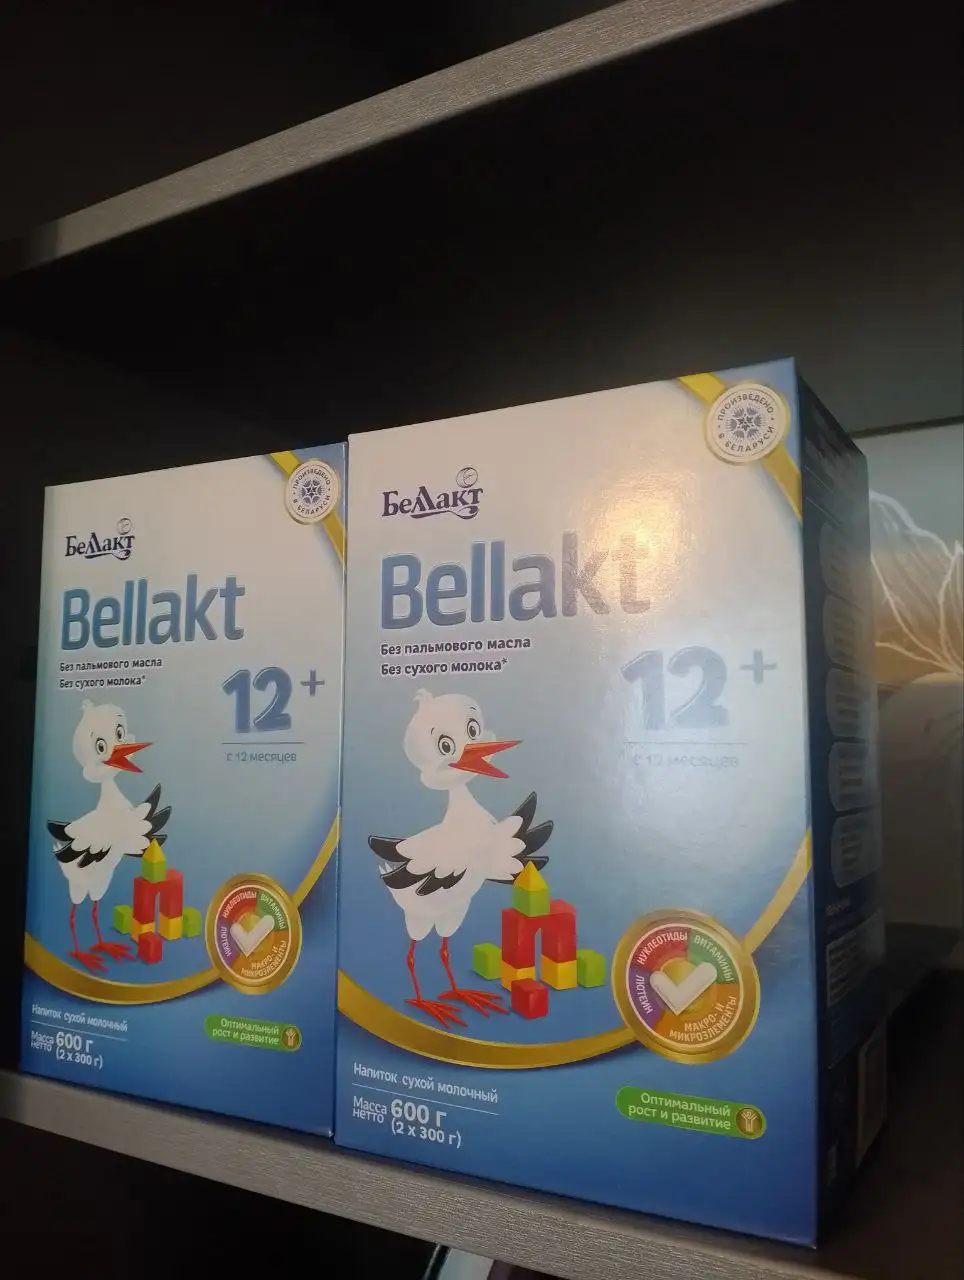 ПРОИЗВЕДЕНО
В БЕЛАРУСИ
Беллакт
Bellakt
Без пальмового масла
Без сухого молока*
12+
с 12 месяцев
НУКЛЕОТИДЫ
ВИТАМИНЫ
ЛЮТЕИН
МАКРО- И
МИКРОЭЛЕМЕНТЫ
Напиток сухой молочный
Масса
нетто
600 г
(2 х 300 г)
Оптимальный
рост и развитие
ПРОИЗВЕДЕНО
В БЕЛАРУСИ
Беллакт
Bellakt
Без пальмового масла
Без сухого молока*
12+
с 12 месяцев
НУКЛЕОТИДЫ
ВИТАМИНЫ
ЛЮТЕИН
МАКРО- И
МИКРОЭЛЕМЕНТЫ
Напиток сухой молочный
Масса
нетто
600 г
(2 х 300 г)
Оптимальный
рост и развитие